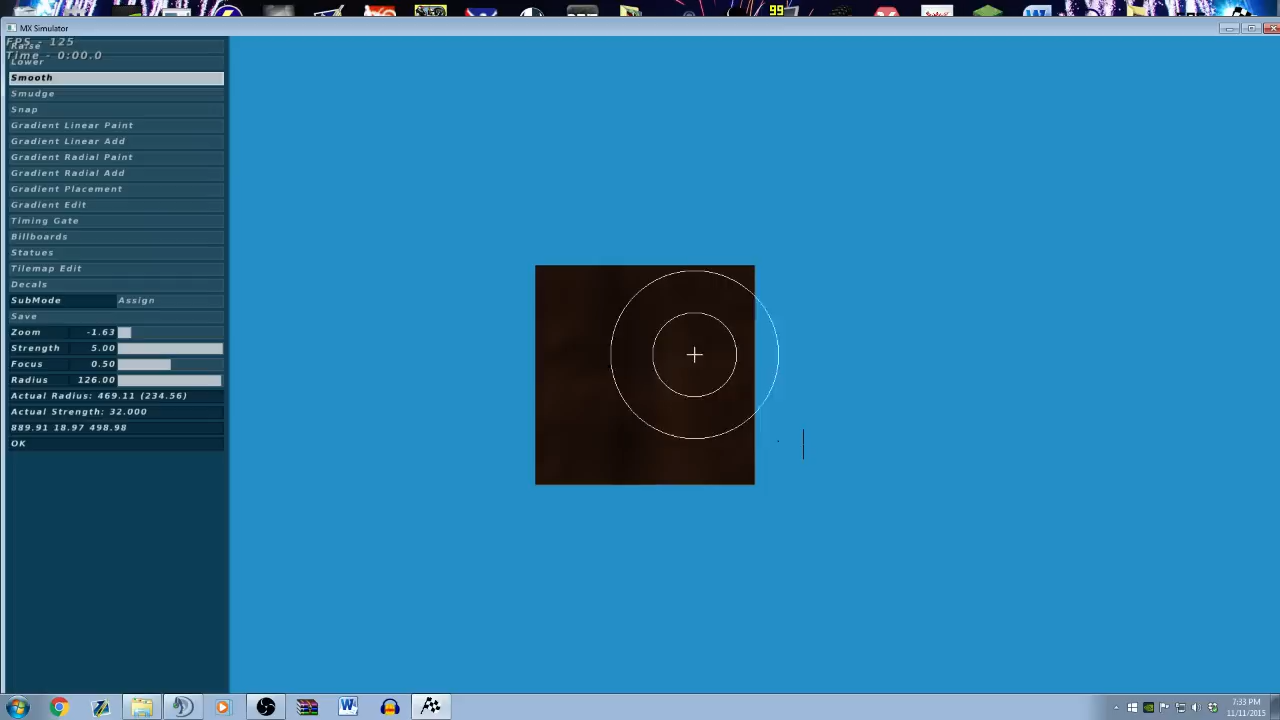 99
MX Simulator
FPS - 125
Raise
Time - 0:00.0
Lower
Smooth
Smudge
Snap
Gradient Linear Paint
Gradient Linear Add
Gradient Radial Paint
Gradient Radial Add
Gradient Placement
Gradient Edit
Timing Gate
Billboards
Statues
Tilemap Edit
Decals
SubMode Assign
Save
Zoom -1.63
Strength 5.00
Focus 0.50
Radius 126.00
Actual Radius: 469.11 (234.56)
Actual Strength: 32.000
889.91 18.97 498.98
OK
7:33 PM
11/11/2015